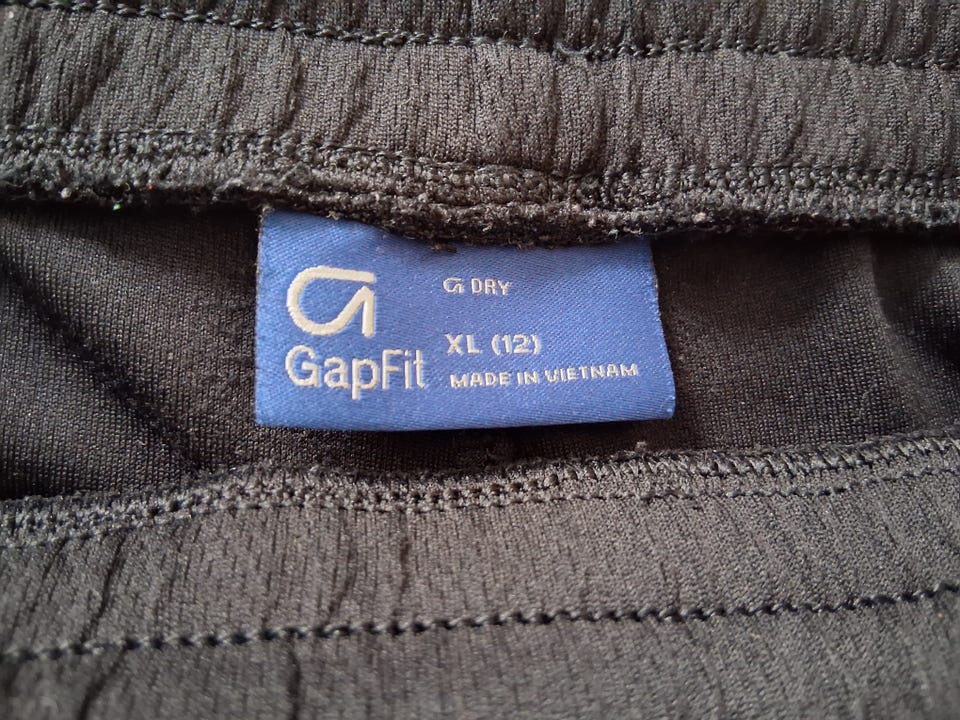 G DRY
XL (12)
GapFit
MADE IN VIETNAM